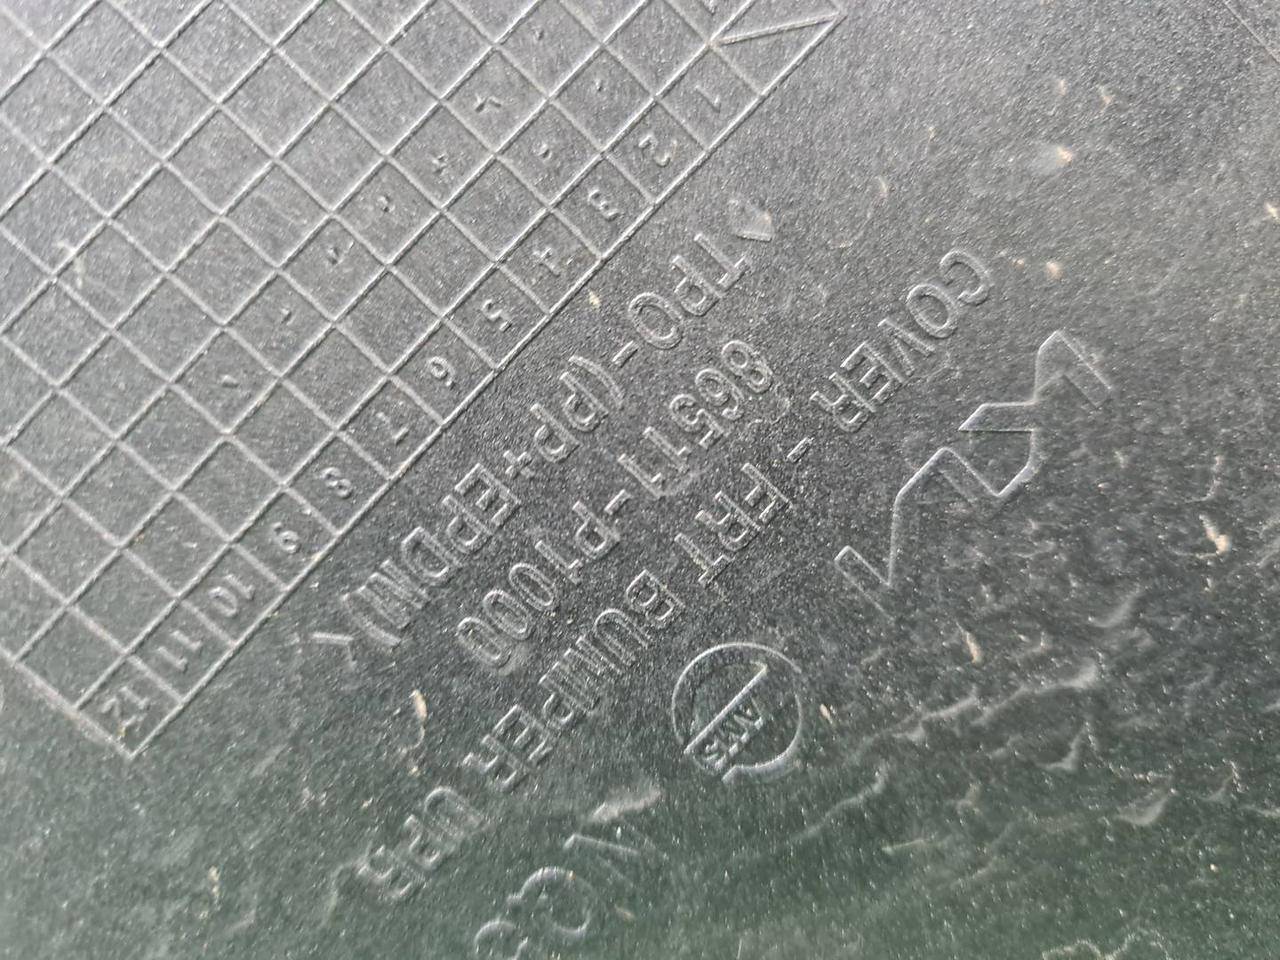 KIA
COVER - FRT BUMPER UPR
86511-P1000
>TPO-(PP+EPDM)<
1 2 3 4 5 6 7 8 9 10 11 12